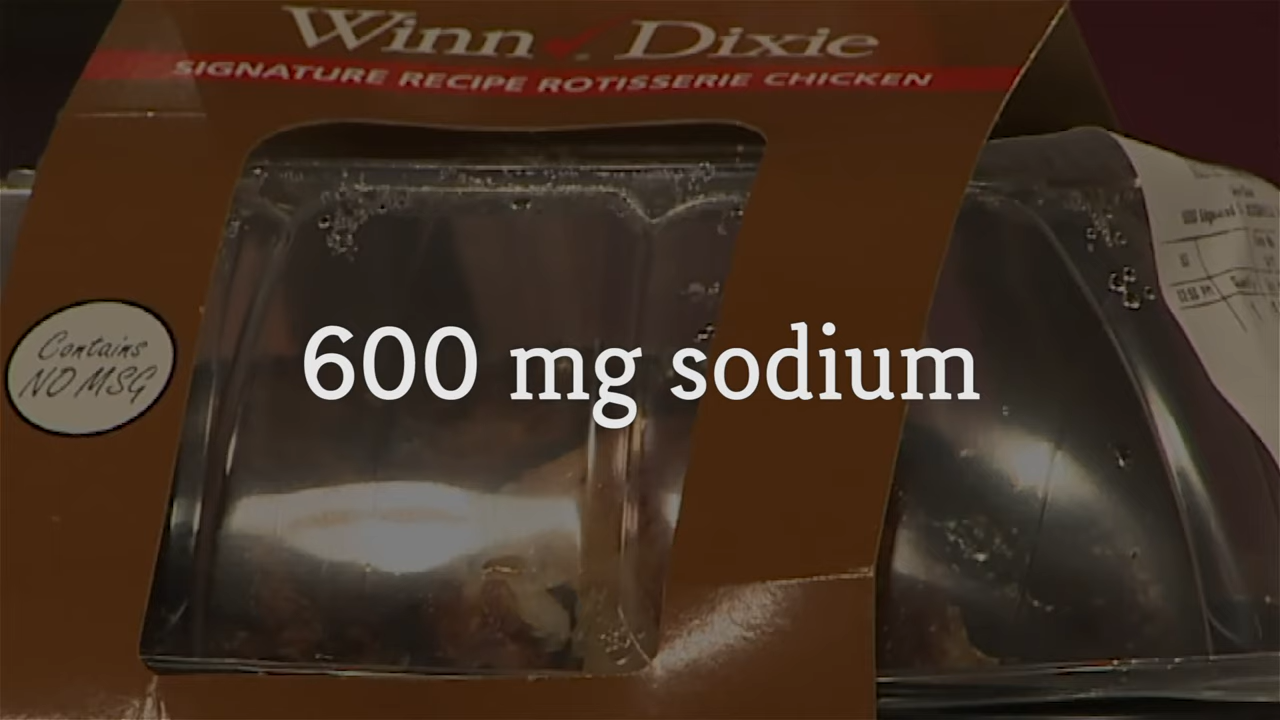 Winn Dixie
SIGNATURE RECIPE ROTISSERIE CHICKEN
Contains
NO MSG
600 mg sodium